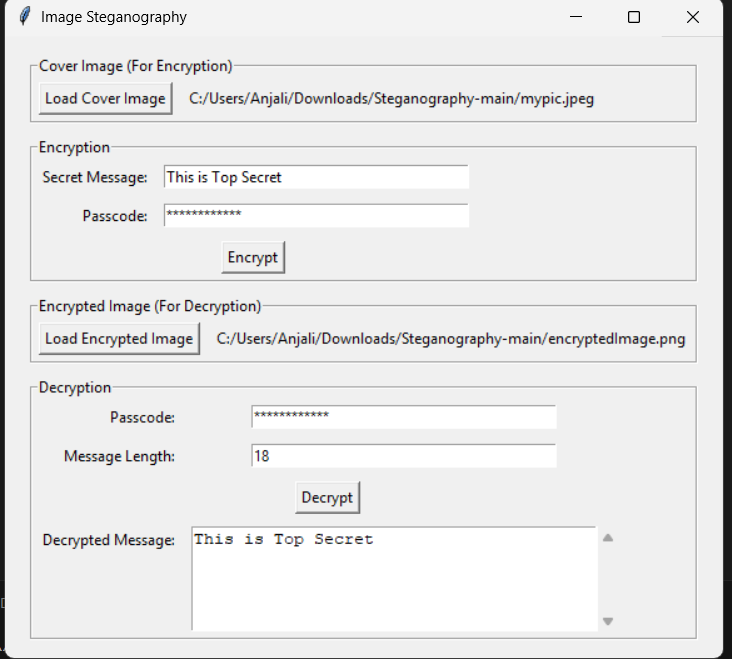 Image Steganography
Cover Image (For Encryption)
Load Cover Image C:/Users/Anjali/Downloads/Steganography-main/mypic.jpeg
Encryption
Secret Message: This is Top Secret
Passcode: ************
Encrypt
Encrypted Image (For Decryption)
Load Encrypted Image C:/Users/Anjali/Downloads/Steganography-main/encryptedImage.png
Decryption
Passcode: ************
Message Length: 18
Decrypt
Decrypted Message: This is Top Secret